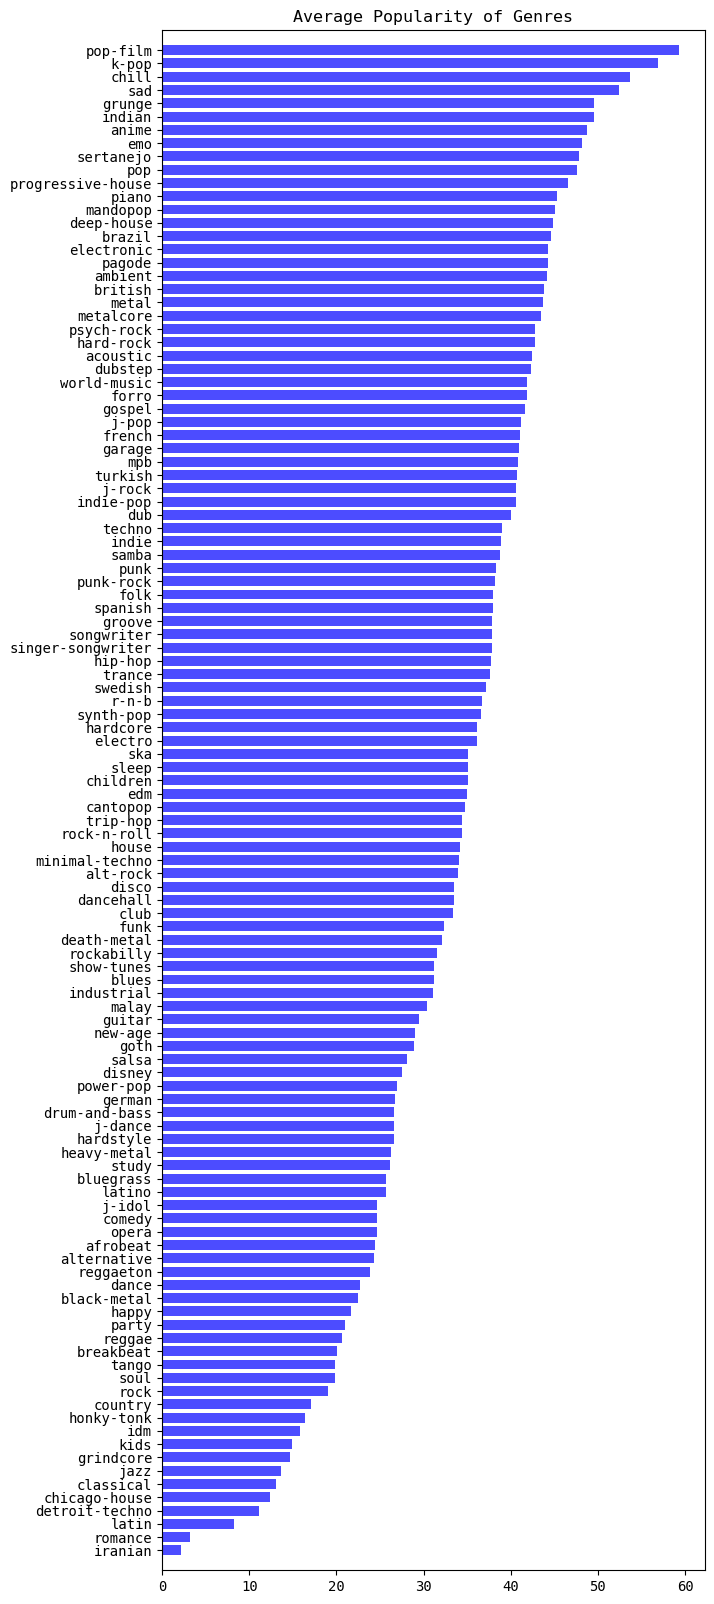 Average Popularity of Genres
pop-film
k-pop
chill
sad
grunge
indian
anime
emo
sertanejo
pop
progressive-house
piano
mandopop
deep-house
brazil
electronic
pagode
ambient
british
metal
metalcore
psych-rock
hard-rock
acoustic
dubstep
world-music
forro
gospel
j-pop
french
garage
mpb
turkish
j-rock
indie-pop
dub
techno
indie
samba
punk
punk-rock
folk
spanish
groove
songwriter
singer-songwriter
hip-hop
trance
swedish
r-n-b
synth-pop
hardcore
electro
ska
sleep
children
edm
cantopop
trip-hop
rock-n-roll
house
minimal-techno
alt-rock
disco
dancehall
club
funk
death-metal
rockabilly
show-tunes
blues
industrial
malay
guitar
new-age
goth
salsa
disney
power-pop
german
drum-and-bass
j-dance
hardstyle
heavy-metal
study
bluegrass
latino
j-idol
comedy
opera
afrobeat
alternative
reggaeton
dance
black-metal
happy
party
reggae
breakbeat
tango
soul
rock
country
honky-tonk
idm
kids
grindcore
jazz
classical
chicago-house
detroit-techno
latin
romance
iranian
0 10 20 30 40 50 60